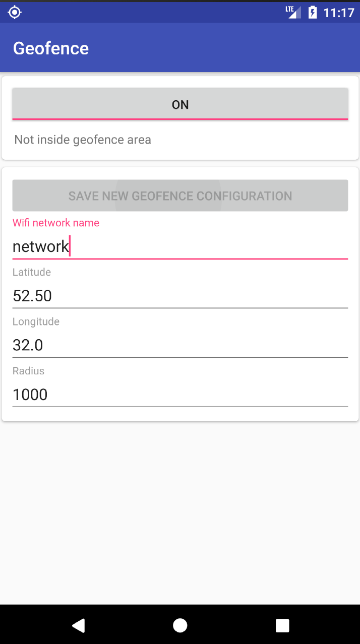 LTE 11:17
Geofence
ON
Not inside geofence area
SAVE NEW GEOFENCE CONFIGURATION
Wifi network name
network
Latitude
52.50
Longitude
32.0
Radius
1000